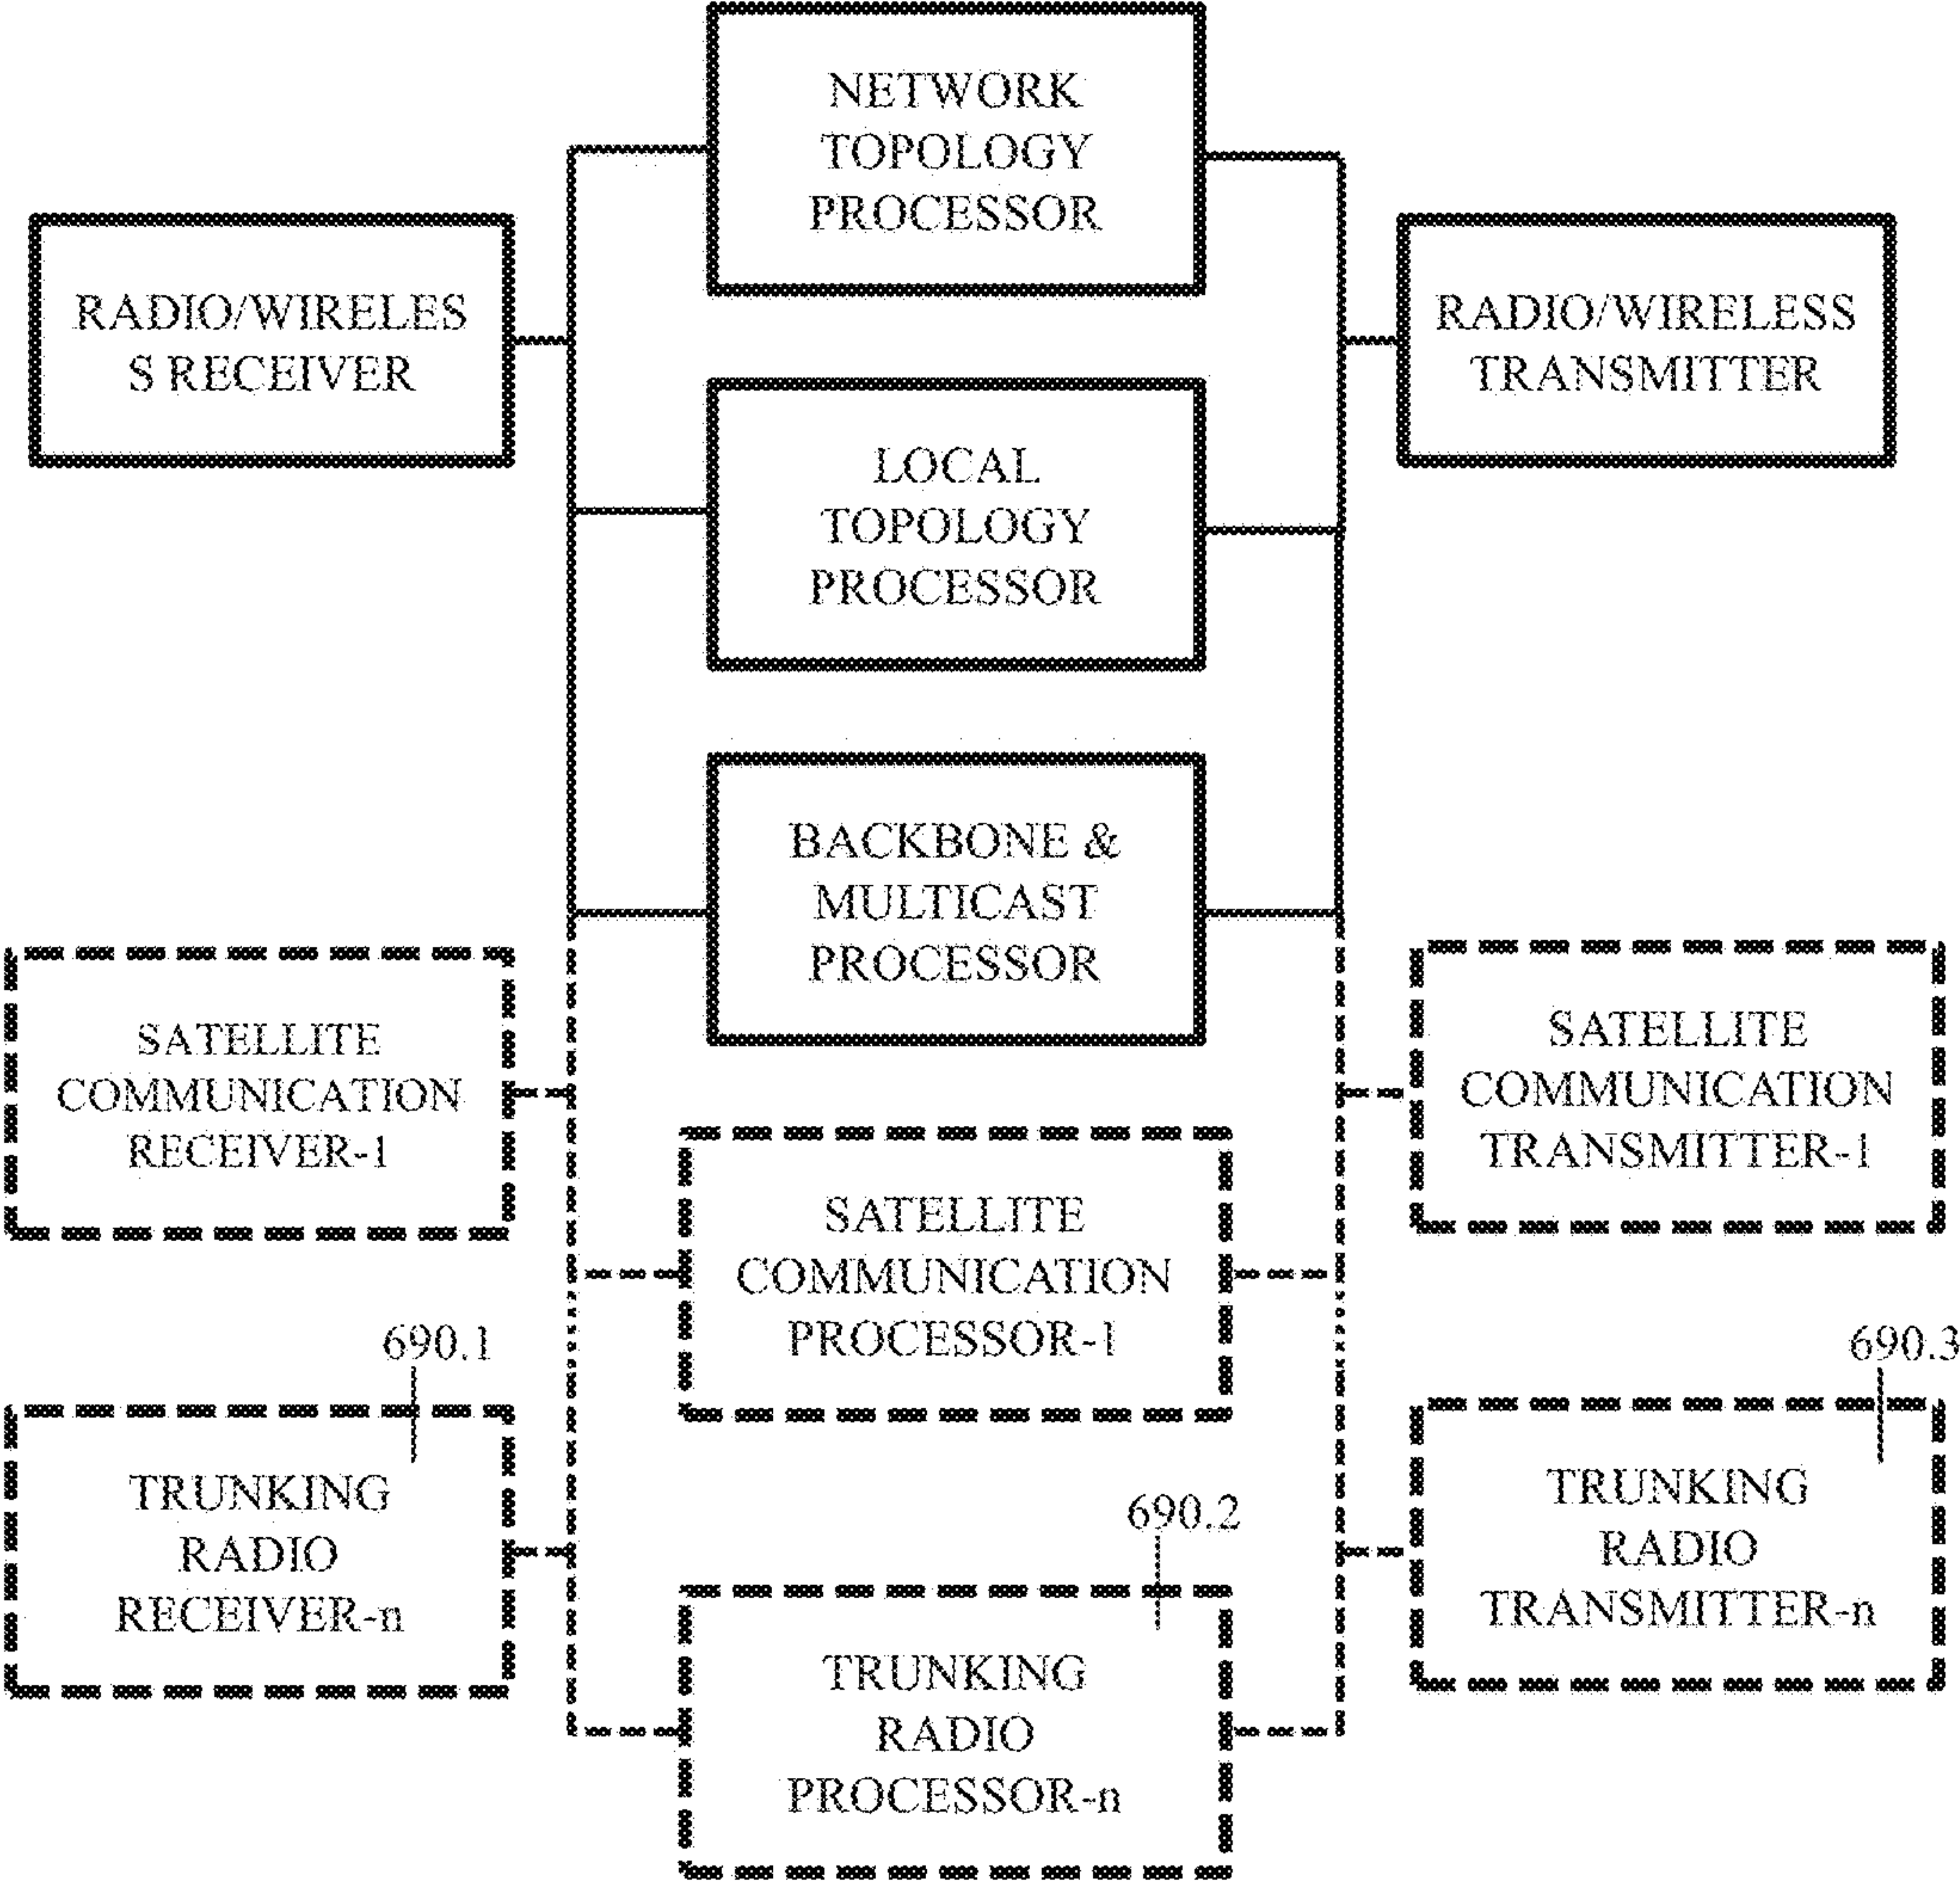 NETWORK
TOPOLOGY
PROCESSOR
RADIO/WIRELES
S RECEIVER
RADIO/WIRELESS
TRANSMITTER
LOCAL
TOPOLOGY
PROCESSOR
BACKBONE &
MULTICAST
PROCESSOR
SATELLITE
COMMUNICATION
RECEIVER-1
SATELLITE
COMMUNICATION
TRANSMITTER-1
SATELLITE
COMMUNICATION
PROCESSOR-1
690.1
TRUNKING
RADIO
RECEIVER-n
690.3
TRUNKING
RADIO
TRANSMITTER-n
690.2
TRUNKING
RADIO
PROCESSOR-n